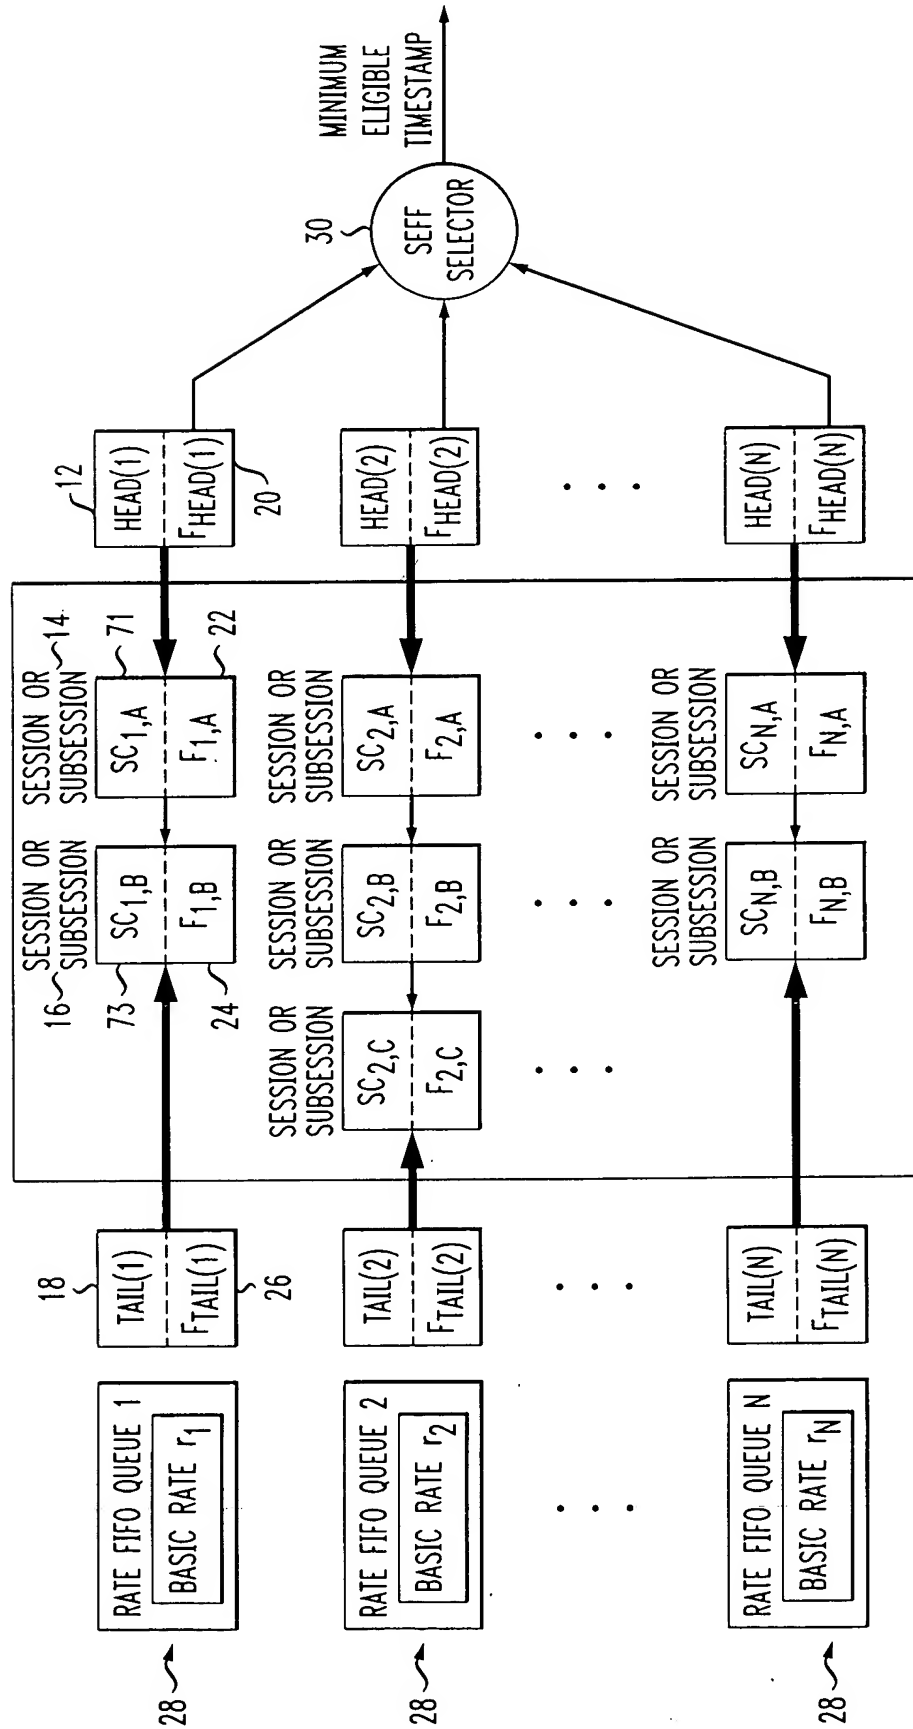 28
RATE FIFO QUEUE 1
BASIC RATE r1
18
TAIL(1)
FTAIL(1)
26
16
SESSION OR
SUBSESSION
73
SC1,B
F1,B
24
SESSION OR
SUBSESSION
14
71
SC1,A
F1,A
22
12
HEAD(1)
FHEAD(1)
20
28
RATE FIFO QUEUE 2
BASIC RATE r2
TAIL(2)
FTAIL(2)
SESSION OR
SUBSESSION
SC2,C
F2,C
SESSION OR
SUBSESSION
SC2,B
F2,B
SESSION OR
SUBSESSION
SC2,A
F2,A
HEAD(2)
FHEAD(2)
30
SEFF
SELECTOR
MINIMUM
ELIGIBLE
TIMESTAMP
28
RATE FIFO QUEUE N
BASIC RATE rN
TAIL(N)
FTAIL(N)
SESSION OR
SUBSESSION
SCN,B
FN,B
SESSION OR
SUBSESSION
SCN,A
FN,A
HEAD(N)
FHEAD(N)